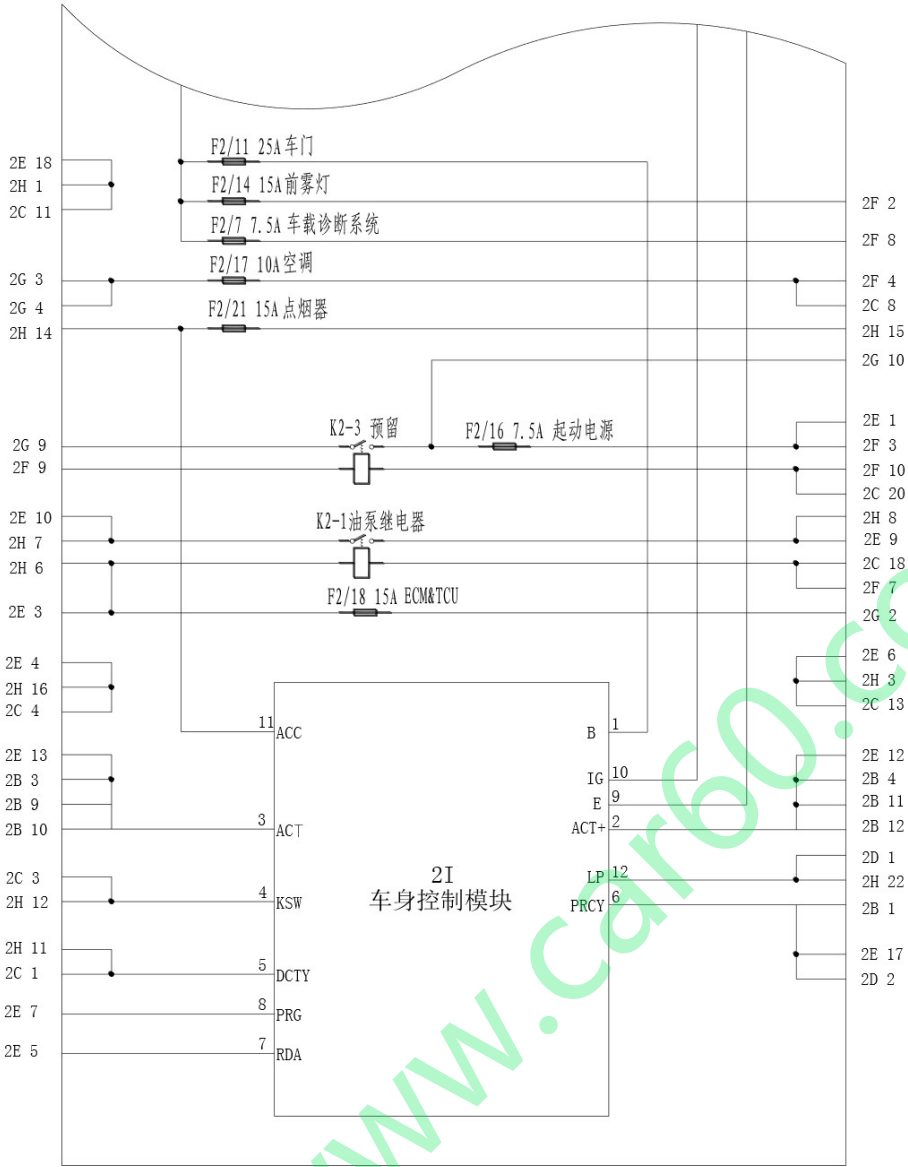 F2/11 25A车门
2E 18
F2/14 15A前雾灯
2H 1
2C 11
2F 2
F2/7 7.5A 车载诊断系统
2F 8
F2/17 10A空调
2G 3
2F 4
2G 4
2C 8
F2/21 15A点烟器
2H 14
2H 15
2G 10
K2-3 预留
F2/16 7.5A 起动电源
2E 1
2G 9
2F 3
2F 9
2F 10
2C 20
2E 10
K2-1油泵继电器
2H 8
2H 7
2E 9
2H 6
2C 18
2F 7
F2/18 15A ECM&TCU
2E 3
2G 2
2E 4
2E 6
2H 16
2H 3
2C 4
2C 13
11
ACC
B
1
2E 13
2E 12
2B 3
IG
10
2B 4
2B 9
E
9
2B 11
2B 10
3
ACT
ACT+
2
2B 12
2D 1
2C 3
2I
LP
12
2H 22
2H 12
4
KSW
车身控制模块
PRCY
6
2B 1
2H 11
2E 17
2C 1
5
DCTY
2D 2
2E 7
8
PRG
2E 5
7
RDA
www.car60.co